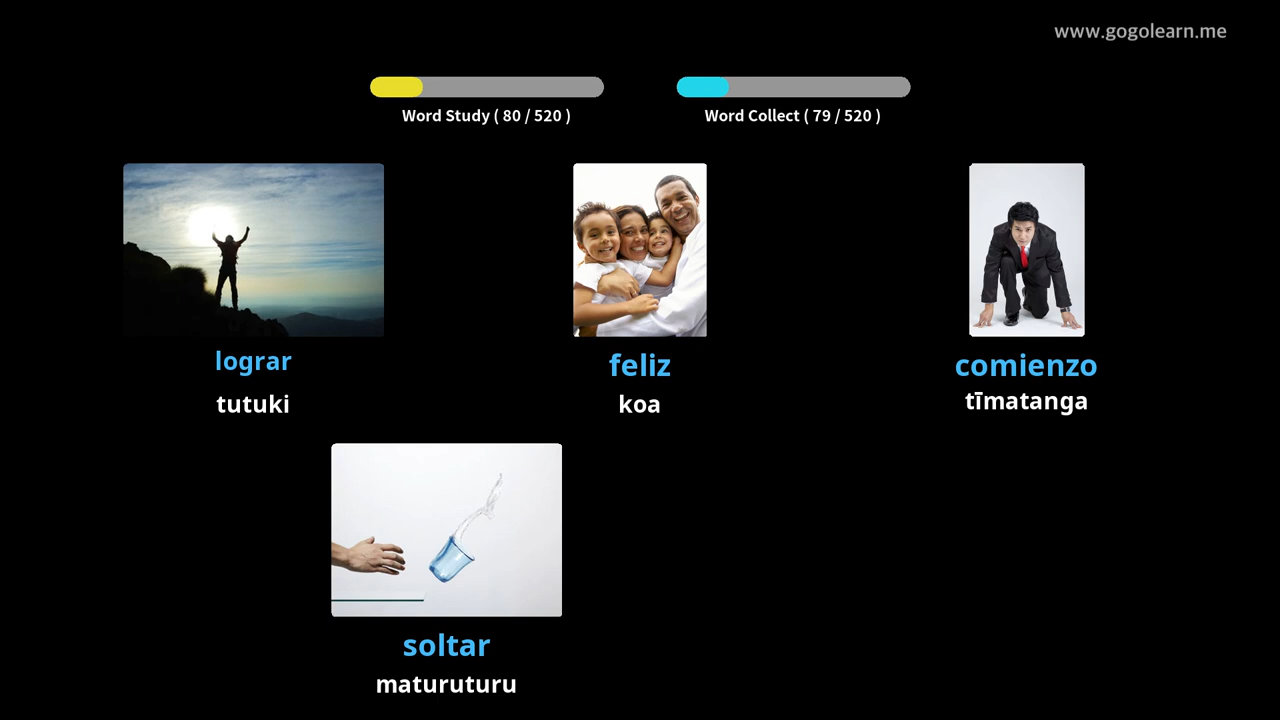 www.gogolearn.me
Word Study ( 80 / 520 )
Word Collect ( 79 / 520 )
lograr
tutuki
feliz
koa
comienzo
tīmatanga
soltar
maturuturu